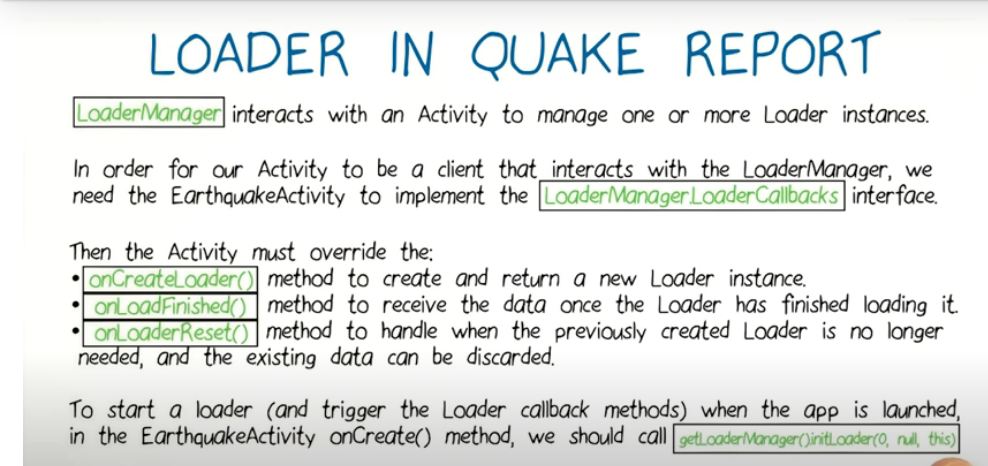 LOADER IN QUAKE REPORT
LoaderManager interacts with an Activity to manage one or more Loader instances.
In order for our Activity to be a client that interacts with the LoaderManager, we
need the EarthquakeActivity to implement the LoaderManager.LoaderCallbacks interface.
Then the Activity must override the:
• onCreateLoader() method to create and return a new Loader instance.
• onLoadFinished() method to receive the data once the Loader has finished loading it.
• onLoaderReset() method to handle when the previously created Loader is no longer
needed, and the existing data can be discarded.
To start a loader (and trigger the Loader callback methods) when the app is launched,
in the EarthquakeActivity onCreate() method, we should call getLoaderManager()initLoader(0, null, this)